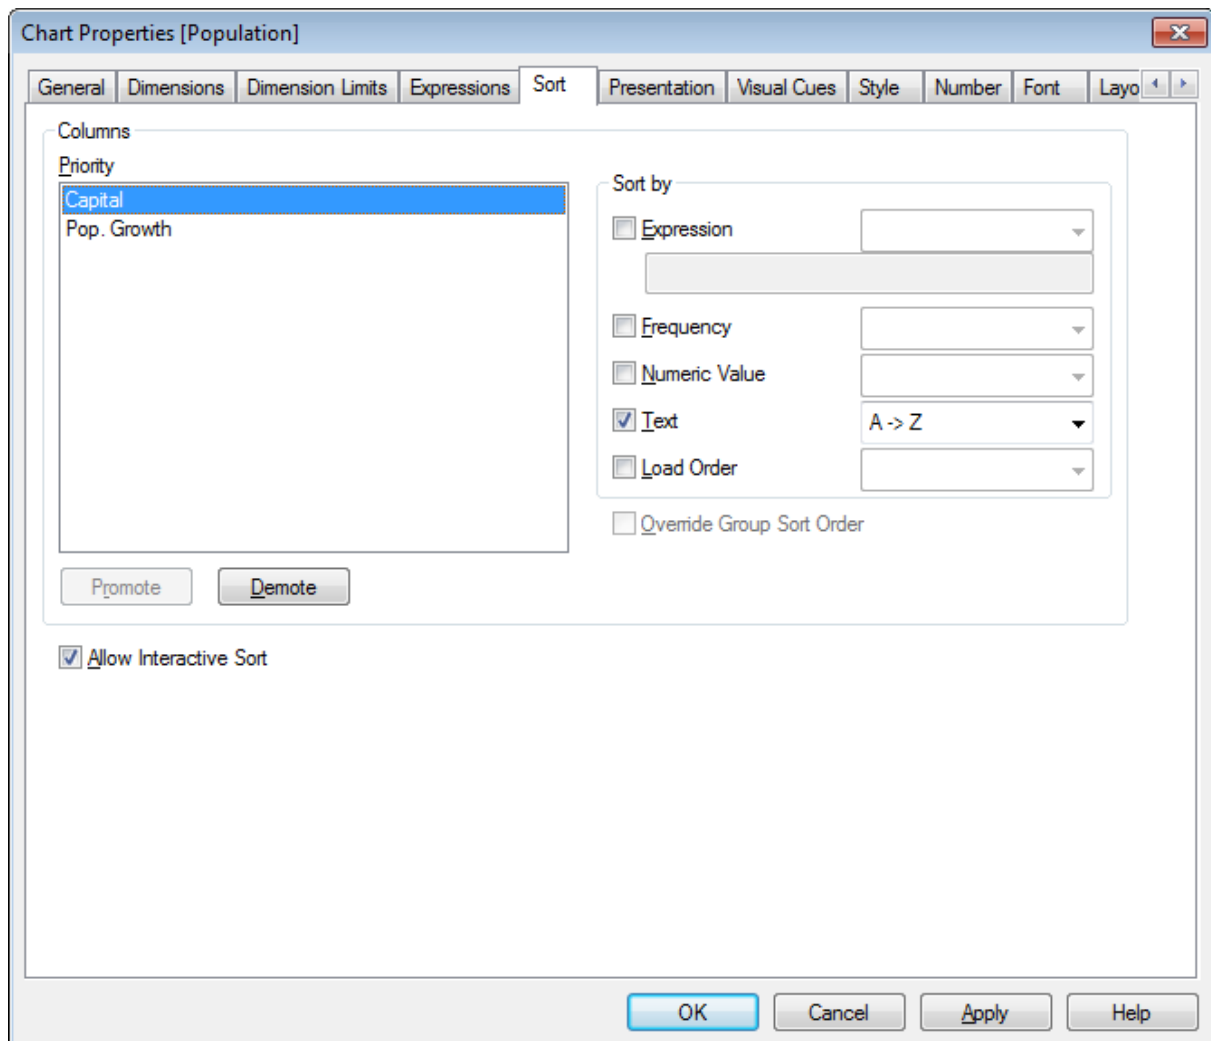 Chart Properties [Population]
General Dimensions Dimension Limits Expressions Sort Presentation Visual Cues Style Number Font Layo
Columns
Priority
Capital
Pop. Growth
Sort by
Expression
Frequency
Numeric Value
Text A -> Z
Load Order
Override Group Sort Order
Promote Demote
Allow Interactive Sort
OK Cancel Apply Help